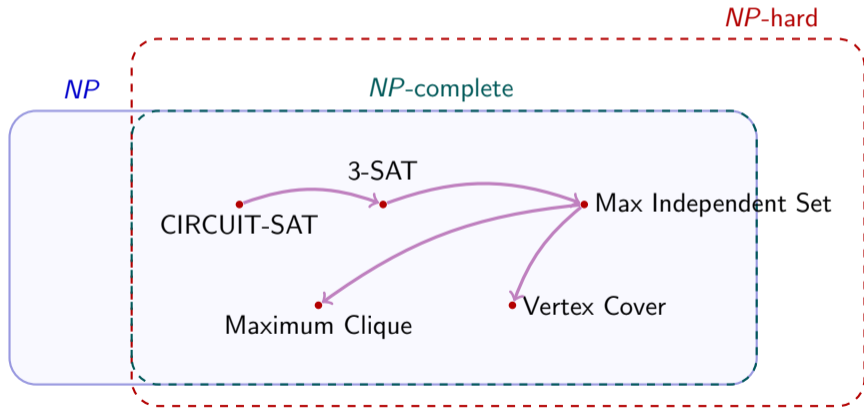 NP-hard
NP
NP-complete
3-SAT
CIRCUIT-SAT
Max Independent Set
Maximum Clique
Vertex Cover